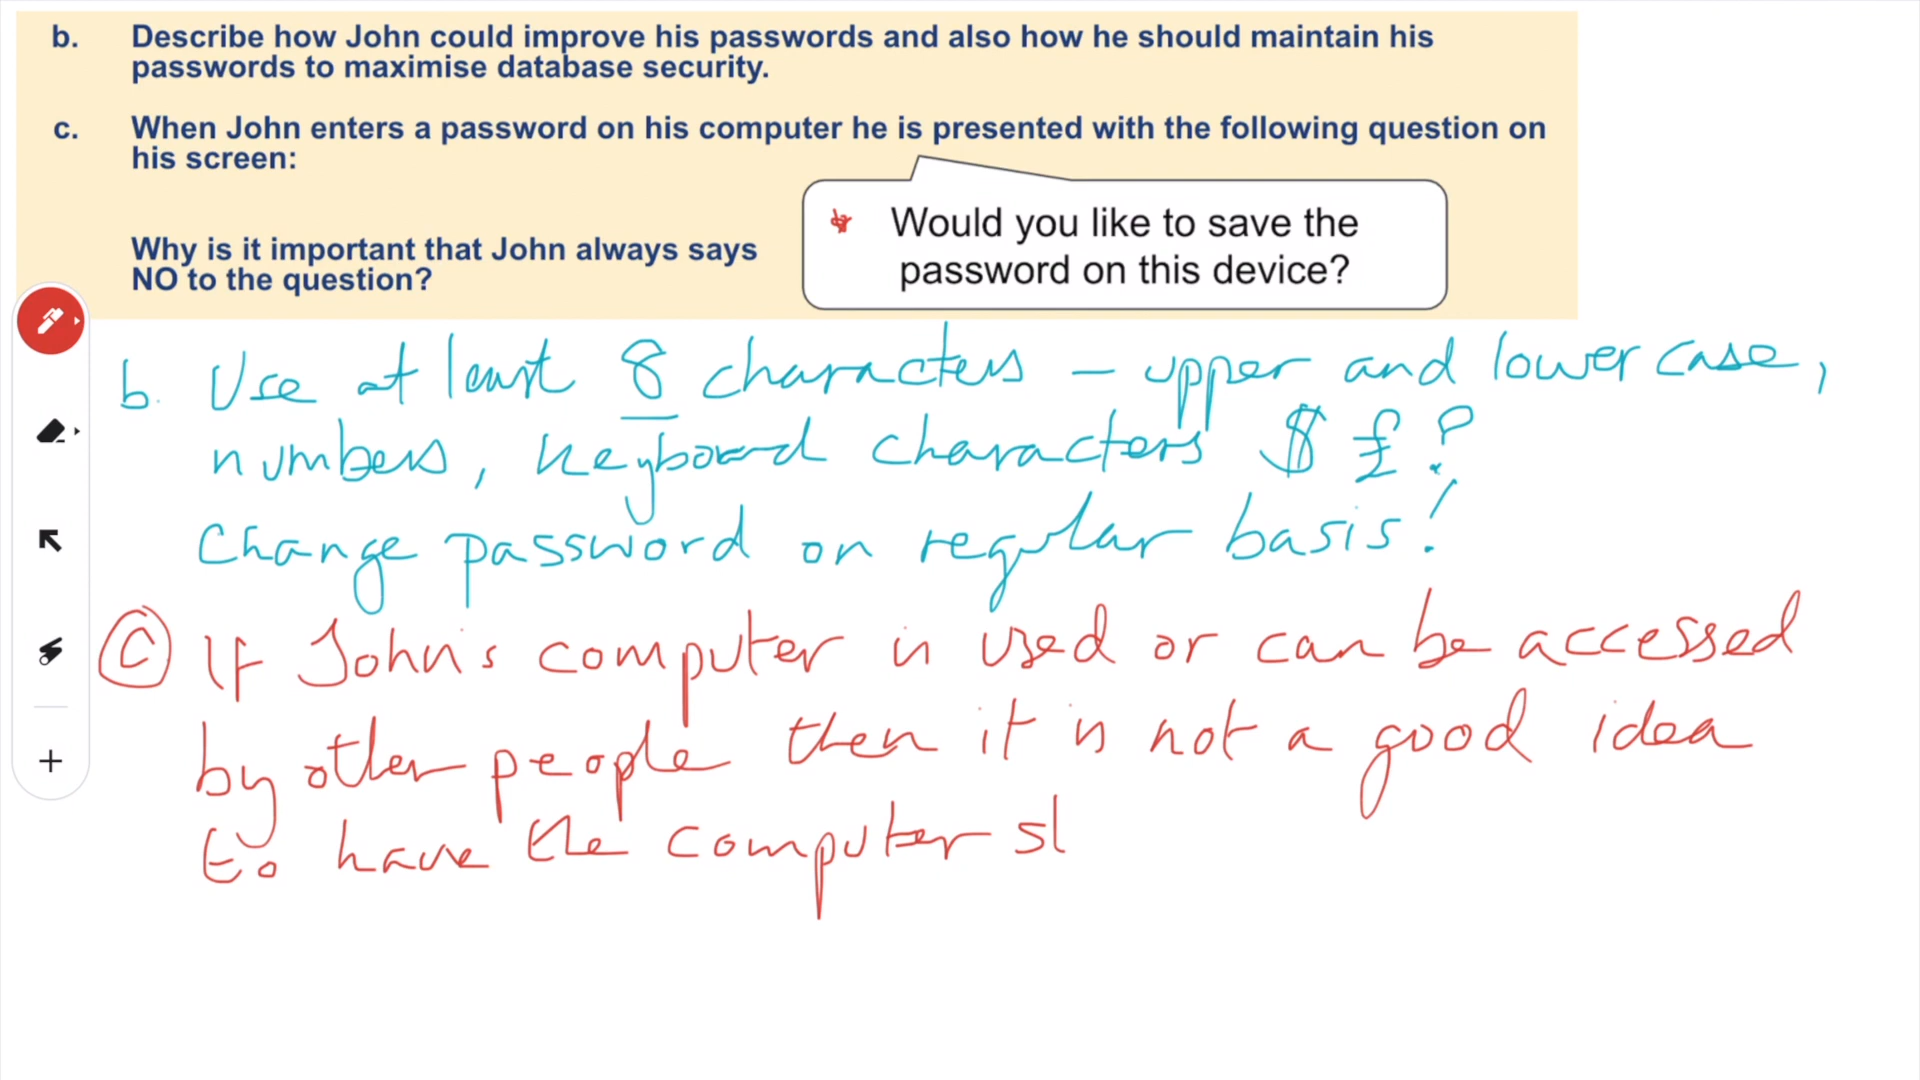 b. Describe how John could improve his passwords and also how he should maintain his
passwords to maximise database security.
c. When John enters a password on his computer he is presented with the following question on
his screen:
Would you like to save the
password on this device?
Why is it important that John always says
NO to the question?
b. Use at least 8 characters - upper and lower case,
numbers, keyboard characters $ £ ?
Change password on regular basis!
C If John's computer is used or can be accessed
by other people then it is not a good idea
to have the computer sl